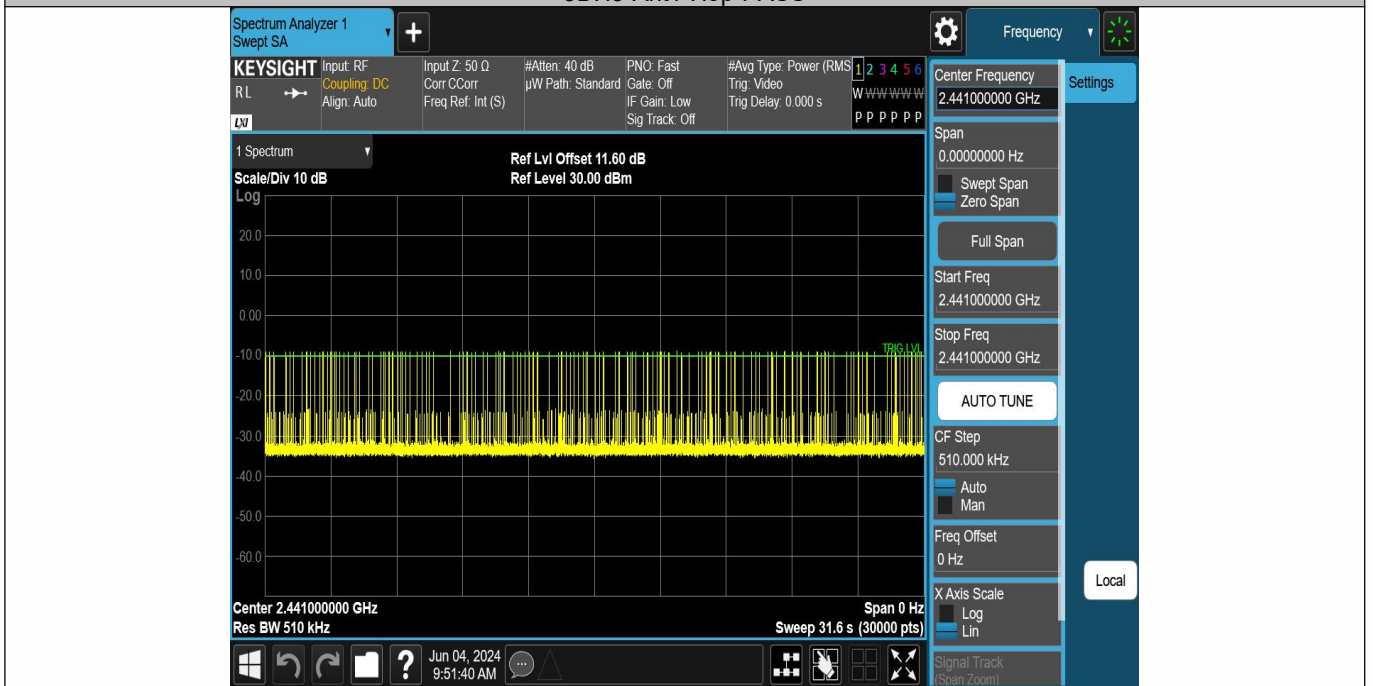 Spectrum Analyzer 1
Swept SA
Frequency
KEYSIGHT
RL
LXI
Input: RF
Coupling: DC
Align: Auto
Input Z: 50 Ω
Corr CCorr
Freq Ref: Int (S)
#Atten: 40 dB
µW Path: Standard
PNO: Fast
Gate: Off
IF Gain: Low
Sig Track: Off
#Avg Type: Power (RMS
Trig: Video
Trig Delay: 0.000 s
1 2 3 4 5 6
W W W W W W
P P P P P P
1 Spectrum
Scale/Div 10 dB
Ref Lvl Offset 11.60 dB
Ref Level 30.00 dBm
Log
20.0
10.0
0.00
-10.0
-20.0
-30.0
-40.0
-50.0
-60.0
TRIG LVL
Center 2.441000000 GHz
Res BW 510 kHz
Span 0 Hz
Sweep 31.6 s (30000 pts)
Jun 04, 2024
9:51:40 AM
Center Frequency
2.441000000 GHz
Settings
Span
0.00000000 Hz
Swept Span
Zero Span
Full Span
Start Freq
2.441000000 GHz
Stop Freq
2.441000000 GHz
AUTO TUNE
CF Step
510.000 kHz
Auto
Man
Freq Offset
0 Hz
X Axis Scale
Log
Lin
Signal Track
(Span Zoom)
Local